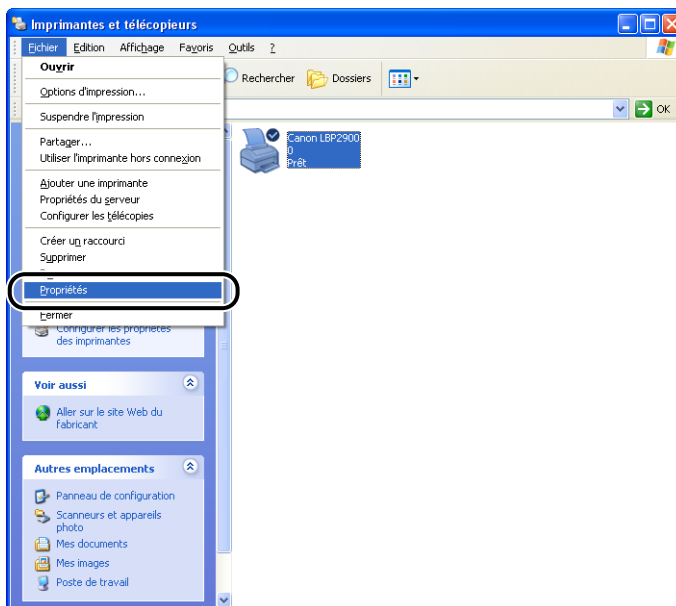 Imprimantes et télécopieurs
Fichier Edition Affichage Favoris Outils ?
Rechercher Dossiers
OK
Ouvrir
Options d'impression...
Suspendre l'impression
Partager...
Utiliser l'imprimante hors connexion
Ajouter une imprimante
Propriétés du serveur
Configurer les télécopies
Créer un raccourci
Supprimer
Propriétés
Fermer
Canon LBP2900
0
Prêt
Configurer les propriétés
des imprimantes
Voir aussi
Aller sur le site Web du
fabricant
Autres emplacements
Panneau de configuration
Scanneurs et appareils
photo
Mes documents
Mes images
Poste de travail